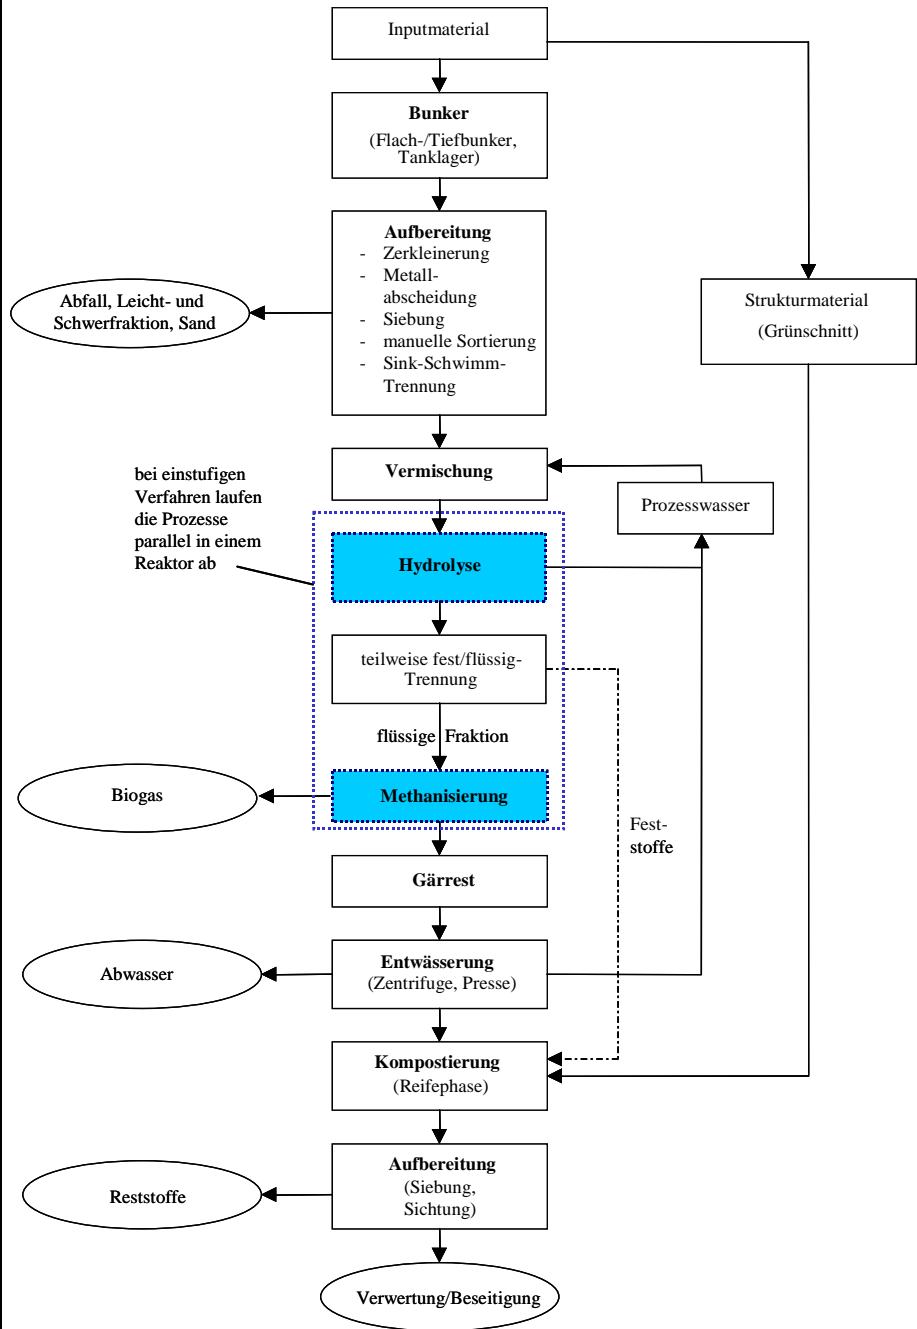 Inputmaterial
Bunker
(Flach-/Tiefbunker,
Tanklager)
Aufbereitung
- Zerkleinerung
- Metall-
abscheidung
- Siebung
- manuelle Sortierung
- Sink-Schwimm-
Trennung
Abfall, Leicht- und
Schwerfraktion, Sand
Strukturmaterial
(Grünschnitt)
Vermischung
bei einstufigen
Verfahren laufen
die Prozesse
parallel in einem
Reaktor ab
Prozesswasser
Hydrolyse
teilweise fest/flüssig-
Trennung
flüssige Fraktion
Methanisierung
Biogas
Fest-
stoffe
Gärrest
Entwässerung
(Zentrifuge, Presse)
Abwasser
Kompostierung
(Reifephase)
Aufbereitung
(Siebung,
Sichtung)
Reststoffe
Verwertung/Beseitigung